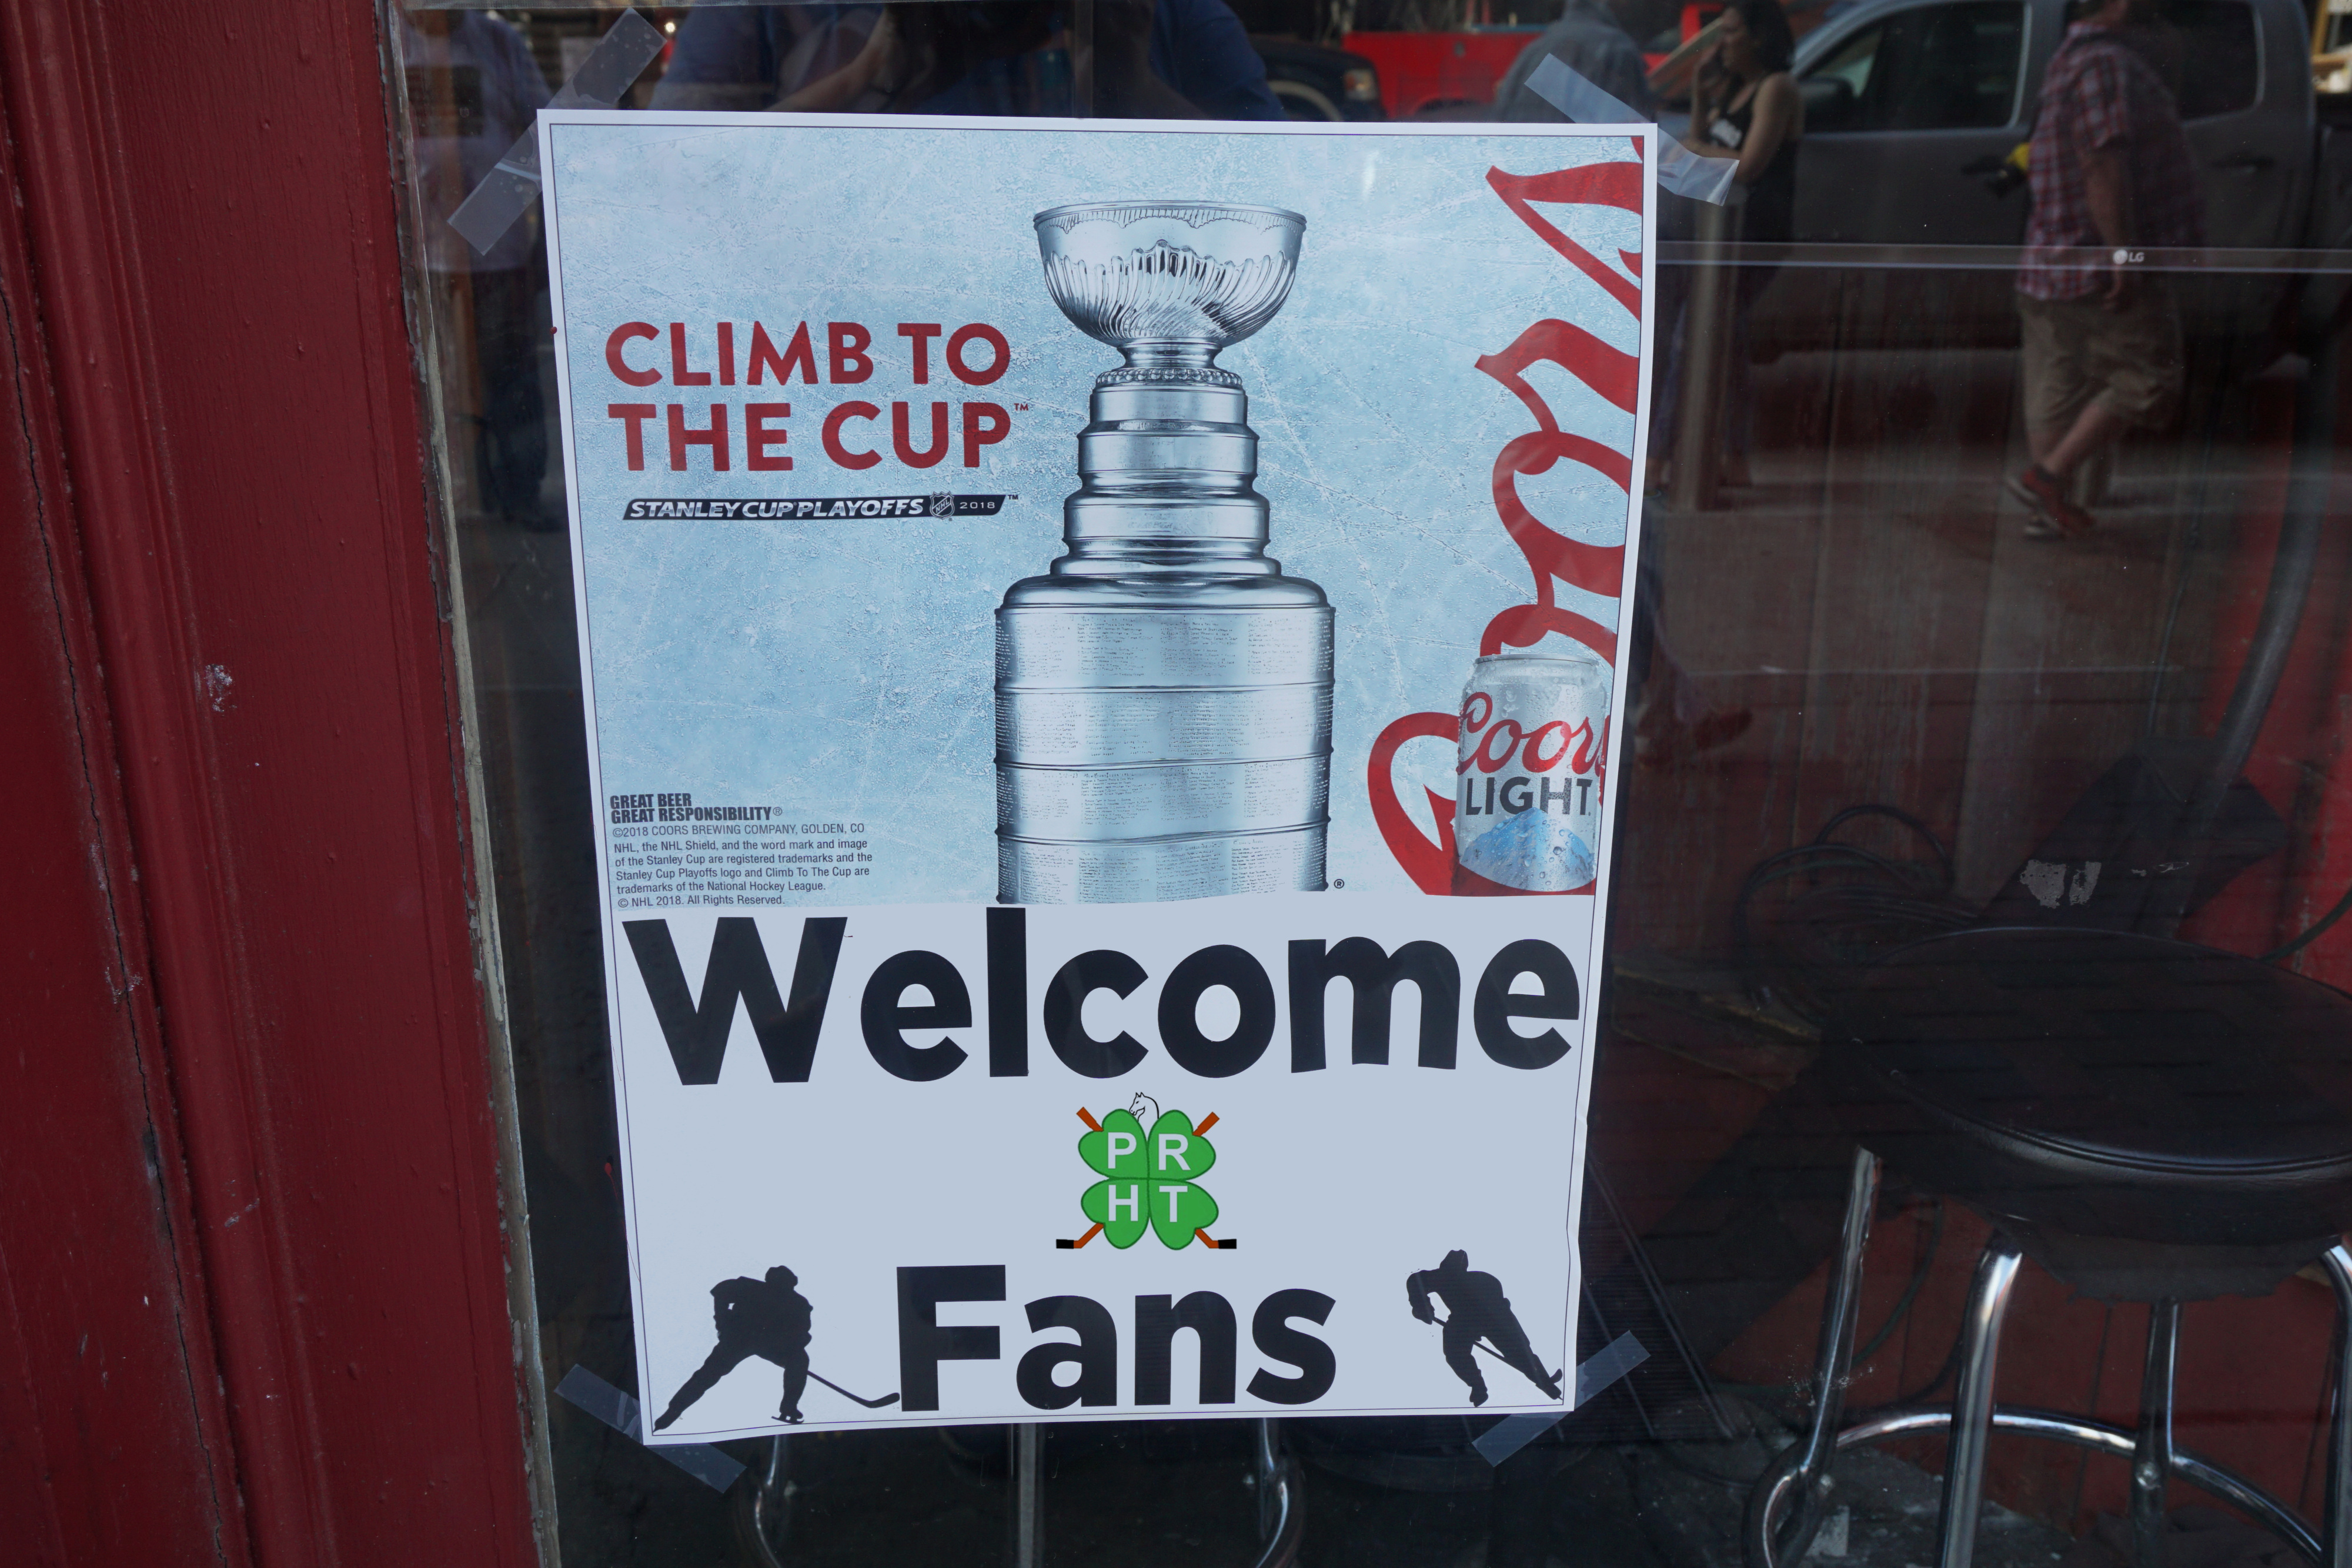 CLIMB TO
THE CUP™
STANLEY CUP PLAYOFFS NHL 2018 ™
Coors
Coors
LIGHT
GREAT BEER
GREAT RESPONSIBILITY®
©2018 COORS BREWING COMPANY, GOLDEN, CO
NHL, the NHL Shield, and the word mark and image
of the Stanley Cup are registered trademarks and the
Stanley Cup Playoffs logo and Climb To The Cup are
trademarks of the National Hockey League.
© NHL 2018. All Rights Reserved.
®
Welcome
P R
H T
Fans
LG